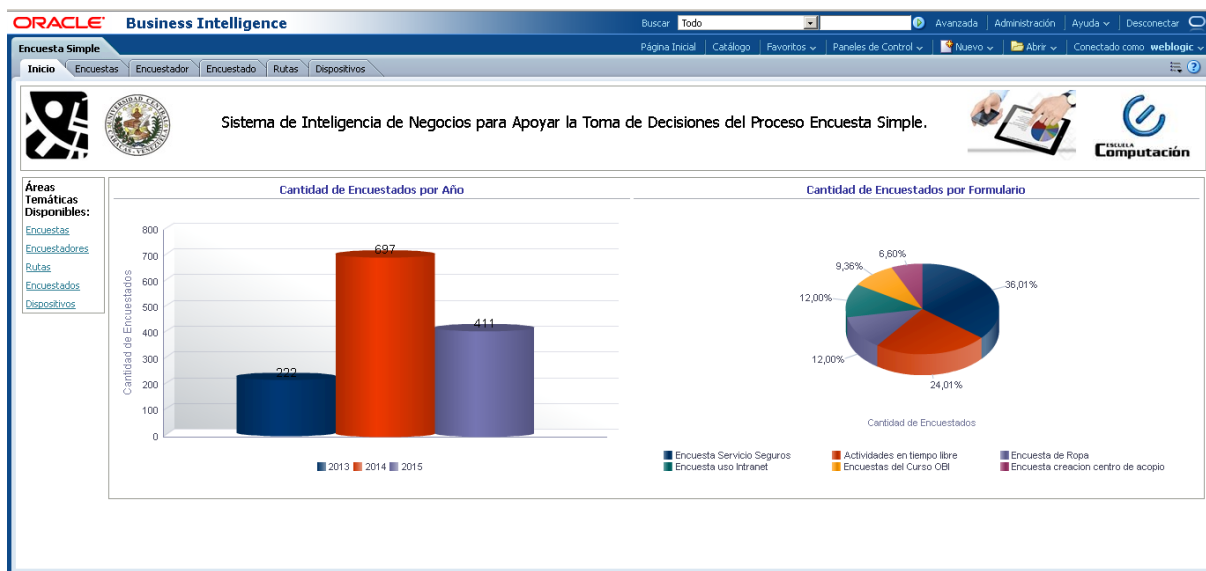 ORACLE Business Intelligence
Buscar Todo Avanzada Administración Ayuda Desconectar
Encuesta Simple
Página Inicial Catálogo Favoritos Paneles de Control Nuevo Abrir Conectado como weblogic
Inicio Encuestas Encuestador Encuestado Rutas Dispositivos
Sistema de Inteligencia de Negocios para Apoyar la Toma de Decisiones del Proceso Encuesta Simple.
ESCUELA
Computación
Áreas
Temáticas
Disponibles:
Encuestas
Encuestadores
Rutas
Encuestados
Dispositivos
Cantidad de Encuestados por Año
Cantidad de Encuestados
800
700
600
500
400
300
200
100
0
222
697
411
2013 2014 2015
Cantidad de Encuestados por Formulario
6,60%
9,36%
36,01%
12,00%
12,00%
24,01%
Cantidad de Encuestados
Encuesta Servicio Seguros Actividades en tiempo libre Encuesta de Ropa
Encuesta uso Intranet Encuestas del Curso OBI Encuesta creacion centro de acopio